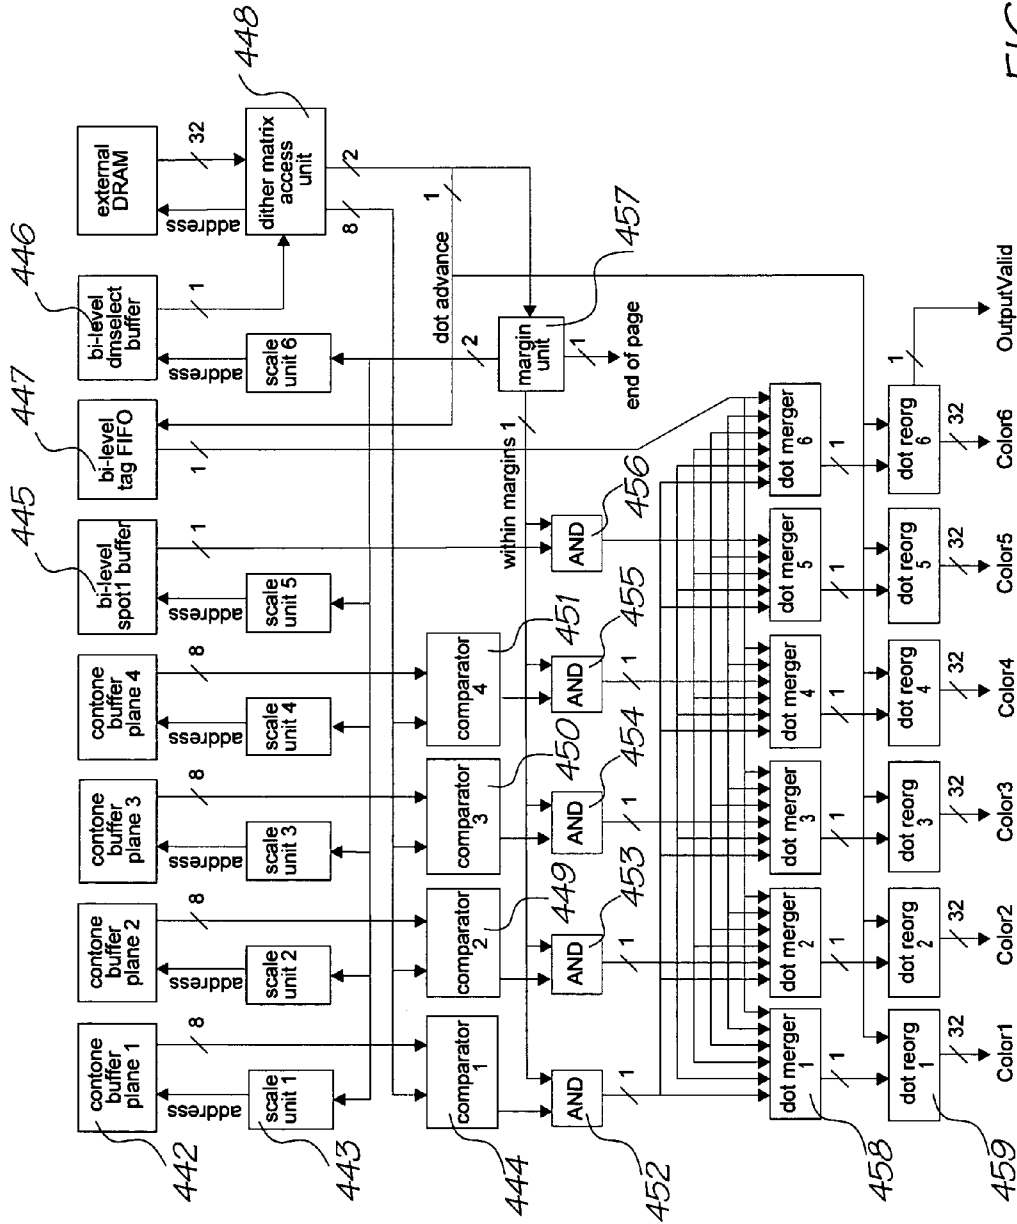 contone
buffer
plane 1
442
address
8
scale
unit 1
443
contone
buffer
plane 2
address
8
scale
unit 2
contone
buffer
plane 3
address
8
scale
unit 3
contone
buffer
plane 4
address
8
scale
unit 4
bi-level
spot1 buffer
445
address
1
scale
unit 5
bi-level
tag FIFO
447
1
bi-level
dmselect
buffer
446
address
1
scale
unit 6
external
DRAM
address
32
dither matrix
access
unit
448
8
2
1
dot advance
2
margin
unit
457
1
end of page
within margins
1
comparator
1
444
comparator
2
449
comparator
3
450
comparator
4
451
AND
452
1
AND
453
1
AND
454
1
AND
455
1
AND
456
dot merger
1
458
1
dot merger
2
1
dot merger
3
1
dot merger
4
1
dot merger
5
1
dot merger
6
1
dot reorg
1
459
32
Color1
dot reorg
2
32
Color2
dot reorg
3
32
Color3
dot reorg
4
32
Color4
dot reorg
5
32
Color5
dot reorg
6
32
Color6
1
OutputValid